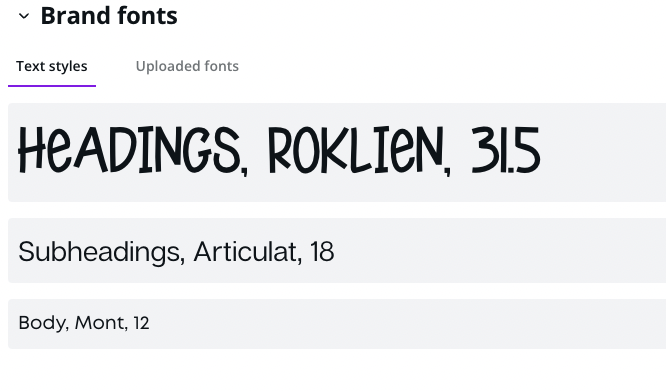 Brand fonts
Text styles
Uploaded fonts
HeADINGS, ROKLIeN, 31.5
Subheadings, Articulat, 18
Body, Mont, 12